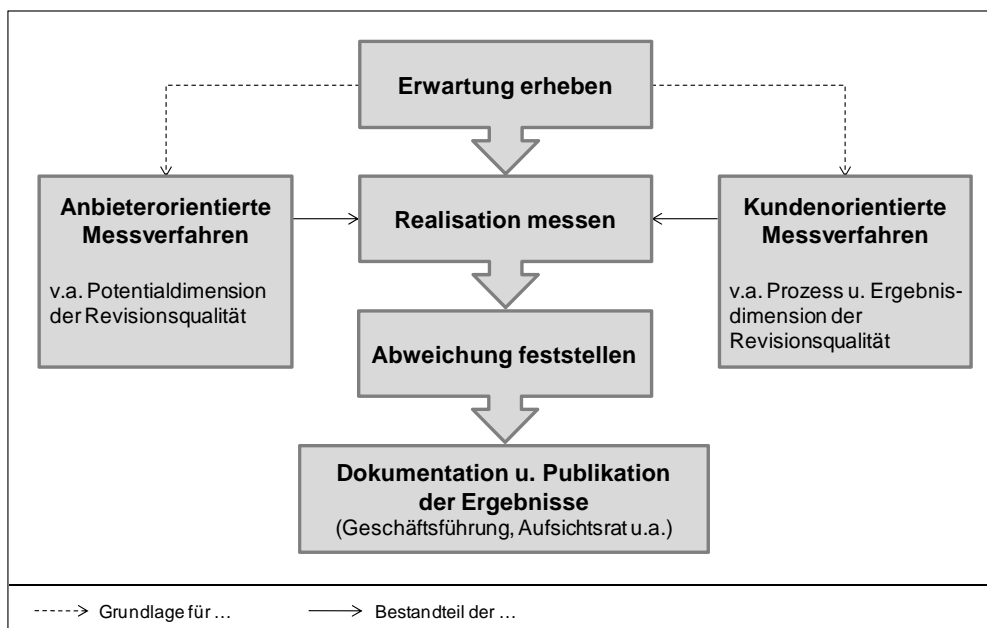 Erwartung erheben
Anbieterorientierte
Messverfahren
v.a. Potentialdimension
der Revisionsqualität
Realisation messen
Kundenorientierte
Messverfahren
v.a. Prozess u. Ergebnis-
dimension der
Revisionsqualität
Abweichung feststellen
Dokumentation u. Publikation
der Ergebnisse
(Geschäftsführung, Aufsichtsrat u.a.)
Grundlage für …
Bestandteil der …